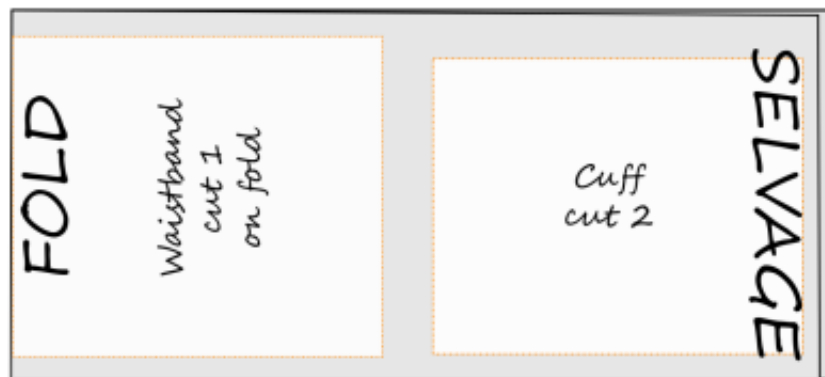 FOLD
Waistband
cut 1
on fold
Cuff
cut 2
SELVAGE